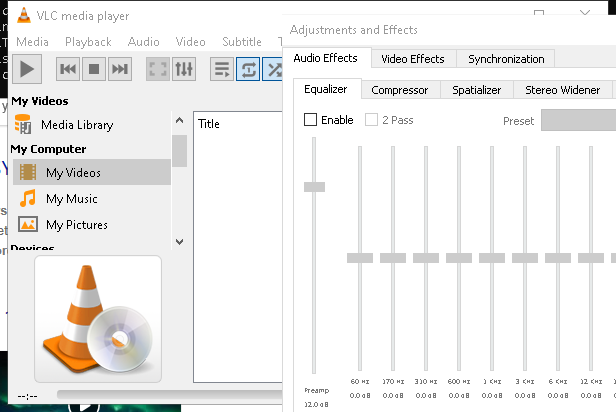 VLC media player
Media Playback Audio Video Subtitle T
My Videos
Media Library
My Computer
My Videos
My Music
My Pictures
Devices
Title
--:--
Adjustments and Effects
Audio Effects Video Effects Synchronization
Equalizer Compressor Spatializer Stereo Widener
Enable 2 Pass Preset
60 Hz 170 Hz 310 Hz 600 Hz 1 KHz 3 KHz 6 KHz 12 KHz
Preamp 0.0 dB 0.0 dB 0.0 dB 0.0 dB 0.0 dB 0.0 dB 0.0 dB 0.0 dB
12.0 dB